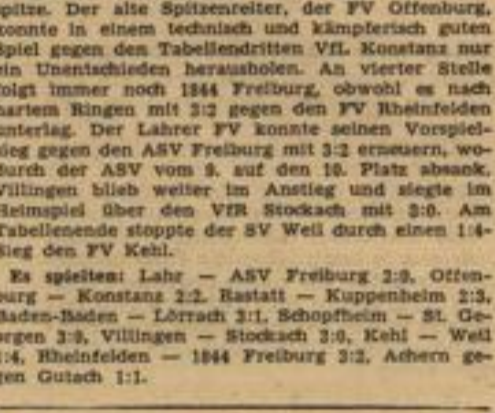 spitze. Der alte Spitzenreiter, der FV Offenburg,
konnte in einem technisch und kämpferisch guten
Spiel gegen den Tabellendritten VfL Konstanz nur
ein Unentschieden herausholen. An vierter Stelle
folgt immer noch 1844 Freiburg, obwohl es nach
hartem Ringen mit 3:2 gegen den FV Rheinfelden
unterlag. Der Lahrer FV konnte seinen Vorspiel-
sieg gegen den ASV Freiburg mit 3:2 erneuern, wo-
durch der ASV vom 9. auf den 10. Platz absank.
Villingen blieb weiter im Anstieg und siegte im
Heimspiel über den VfR Stockach mit 3:0. Am
Tabellenende stoppte der SV Weil durch einen 1:4-
Sieg den FV Kehl.
Es spielten: Lahr — ASV Freiburg 2:0, Offen-
burg — Konstanz 2:2, Rastatt — Kuppenheim 2:3,
Baden-Baden — Lörrach 3:1, Schopfheim — St. Ge-
orgen 3:0, Villingen — Stockach 3:0, Kehl — Weil
1:4, Rheinfelden — 1844 Freiburg 3:2, Achern ge-
gen Gutach 1:1.